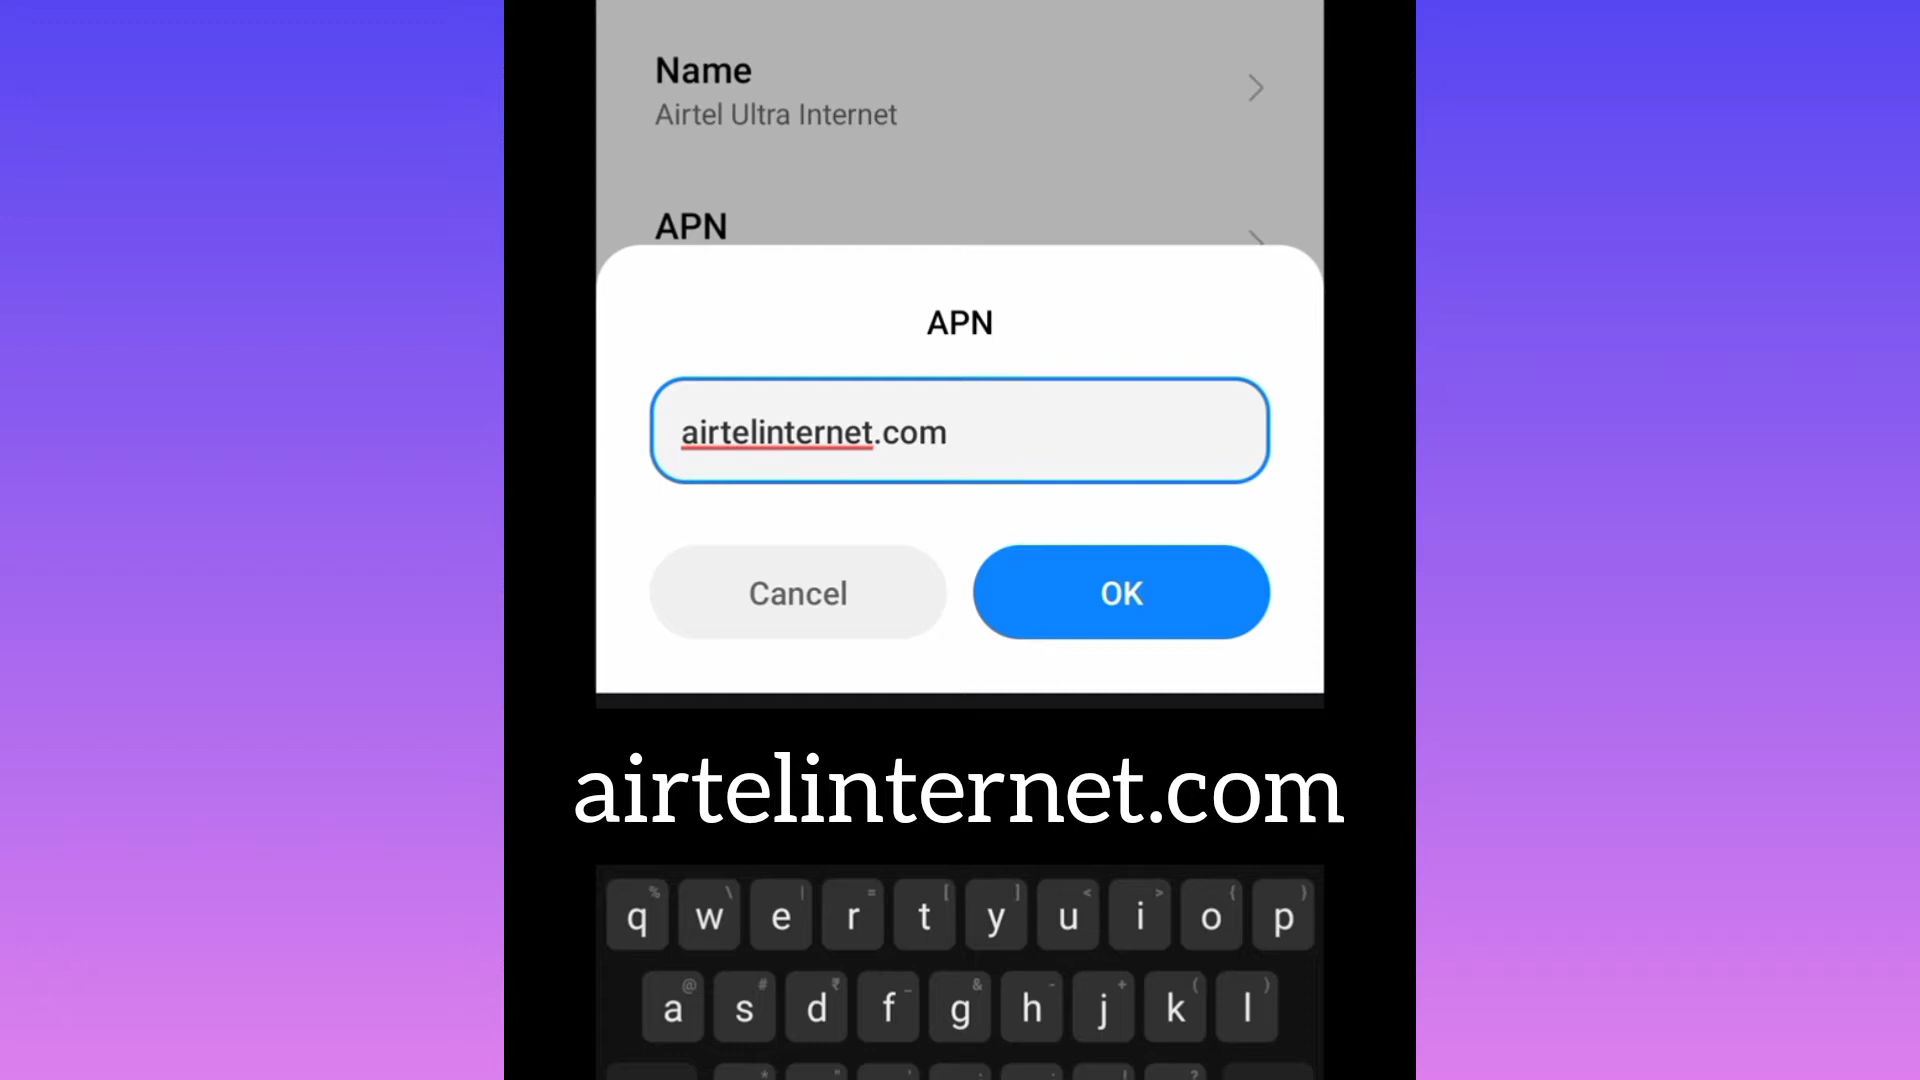 Name
Airtel Ultra Internet
APN
APN
airtelinternet.com
Cancel
OK
airtelinternet.com
% \ | = [ ] < > { }
q w e r t y u i o p
@ # ₹ _ & - + ( )
a s d f g h j k l